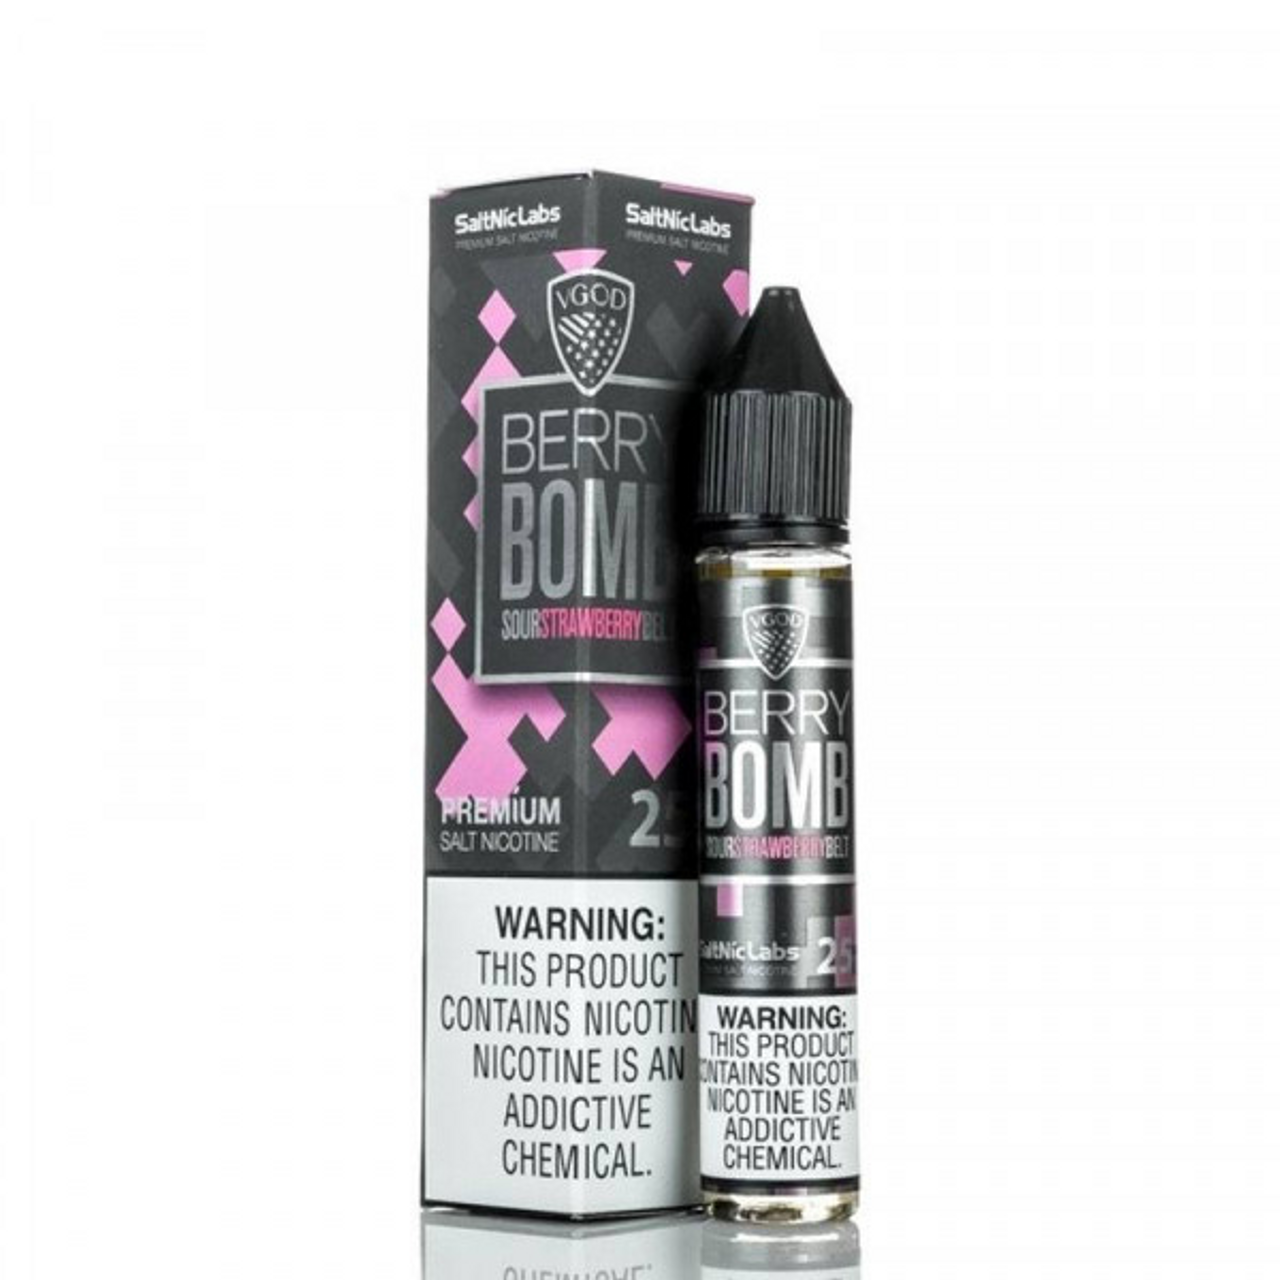 SaltNicLabs
PREMIUM SALT NICOTINE
SaltNicLabs
PREMIUM SALT NICOTINE
VGOD
BERRY
BOMB
SOURSTRAWBERRYBEL
PREMIUM
SALT NICOTINE
25
WARNING:
THIS PRODUCT
CONTAINS NICOTIN
NICOTINE IS AN
ADDICTIVE
CHEMICAL.
VGOD
BERRY
BOMB
SOURSTRAWBERRYBELT
SaltNicLabs
25
WARNING:
THIS PRODUCT
ONTAINS NICOTIN
NICOTINE IS AN
ADDICTIVE
CHEMICAL.